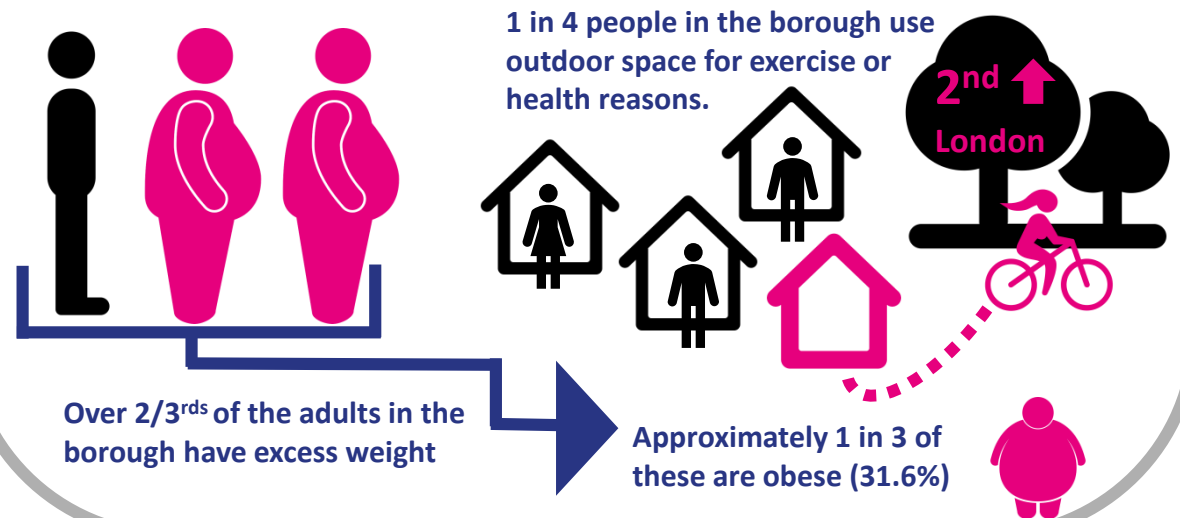 1 in 4 people in the borough use
outdoor space for exercise or
health reasons.
2nd
London
Over 2/3rds of the adults in the
borough have excess weight
Approximately 1 in 3 of
these are obese (31.6%)